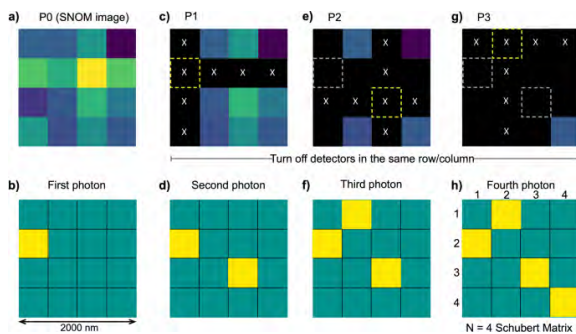 a) P0 (SNOM image) c) P1 e) P2 g) P3
X X X X X X
X X X X
X X X X X X
X X
Turn off detectors in the same row/column
b) First photon d) Second photon f) Third photon h) Fourth photon
1 2 3 4
1
2
3
4
2000 nm
N = 4 Schubert Matrix